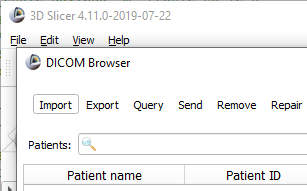 3D Slicer 4.11.0-2019-07-22
File Edit View Help
DICOM Browser
Import Export Query Send Remove Repair
Patients:
Patient name Patient ID